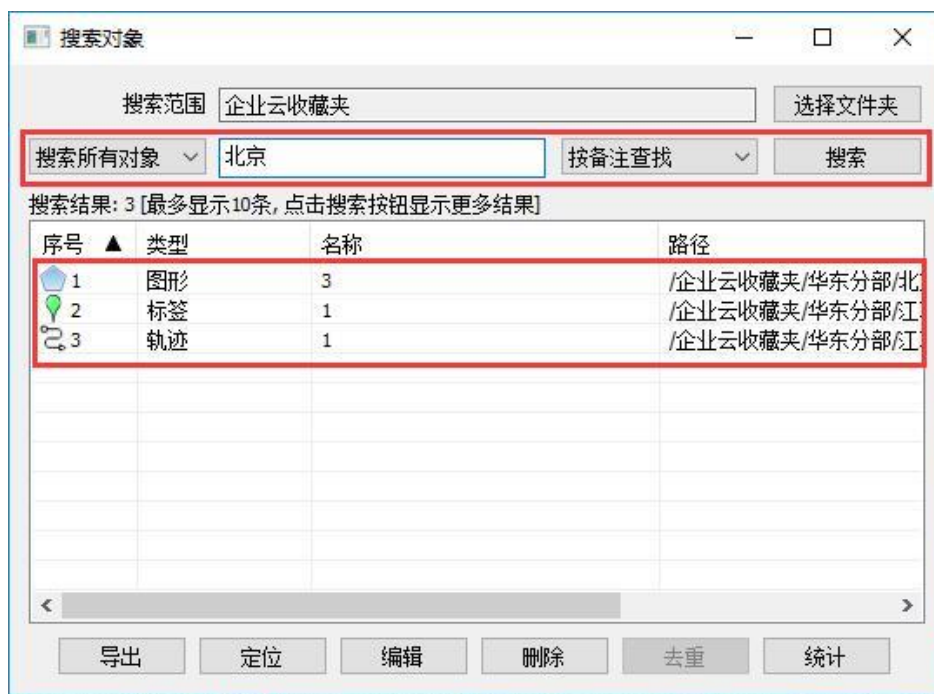 搜索对象
搜索范围 企业云收藏夹 选择文件夹
搜索所有对象 北京 按备注查找 搜索
搜索结果: 3 [最多显示10条, 点击搜索按钮显示更多结果]
序号 ▲ 类型 名称 路径
1 图形 3 /企业云收藏夹/华东分部/北
2 标签 1 /企业云收藏夹/华东分部/江
3 轨迹 1 /企业云收藏夹/华东分部/江
导出 定位 编辑 删除 去重 统计